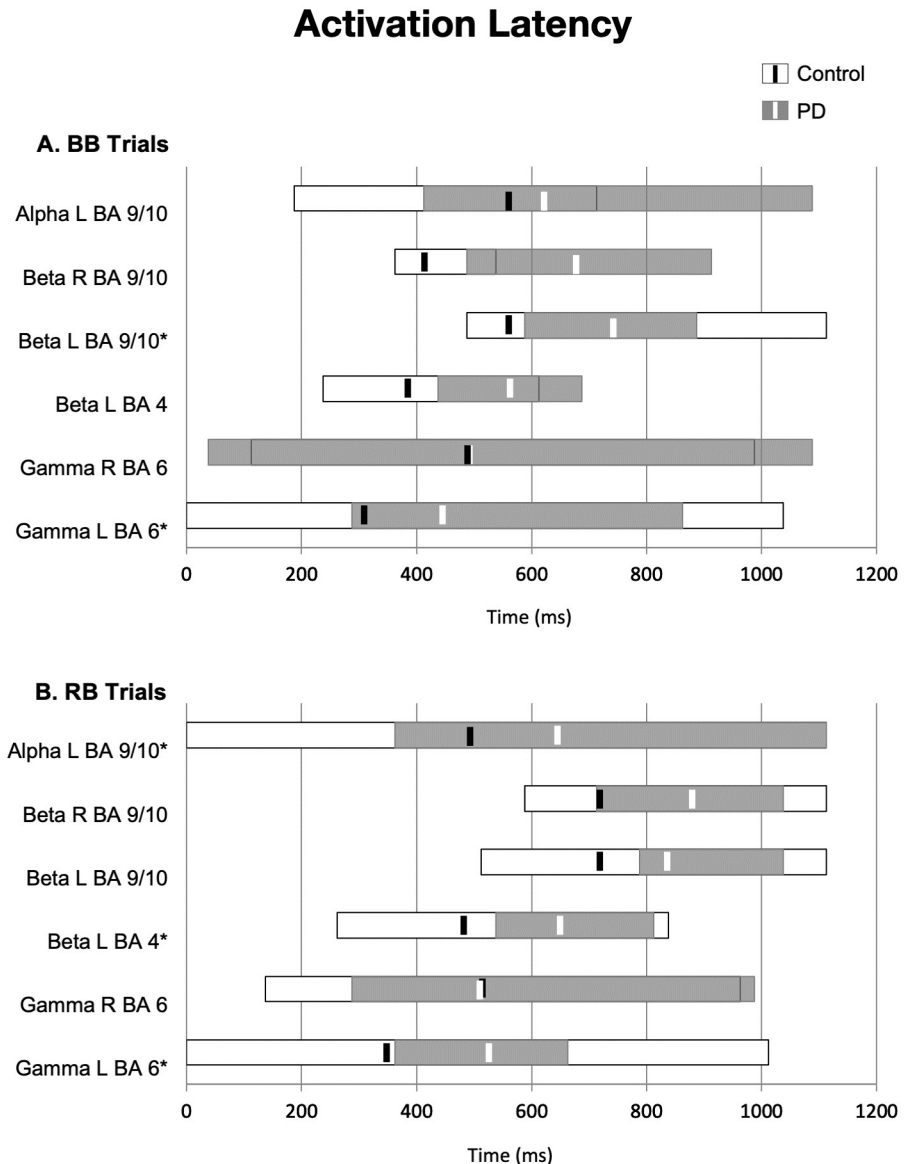 Activation Latency
Control
PD
A. BB Trials
Alpha L BA 9/10
Beta R BA 9/10
Beta L BA 9/10*
Beta L BA 4
Gamma R BA 6
Gamma L BA 6*
0 200 400 600 800 1000 1200
Time (ms)
B. RB Trials
Alpha L BA 9/10*
Beta R BA 9/10
Beta L BA 9/10
Beta L BA 4*
Gamma R BA 6
Gamma L BA 6*
0 200 400 600 800 1000 1200
Time (ms)